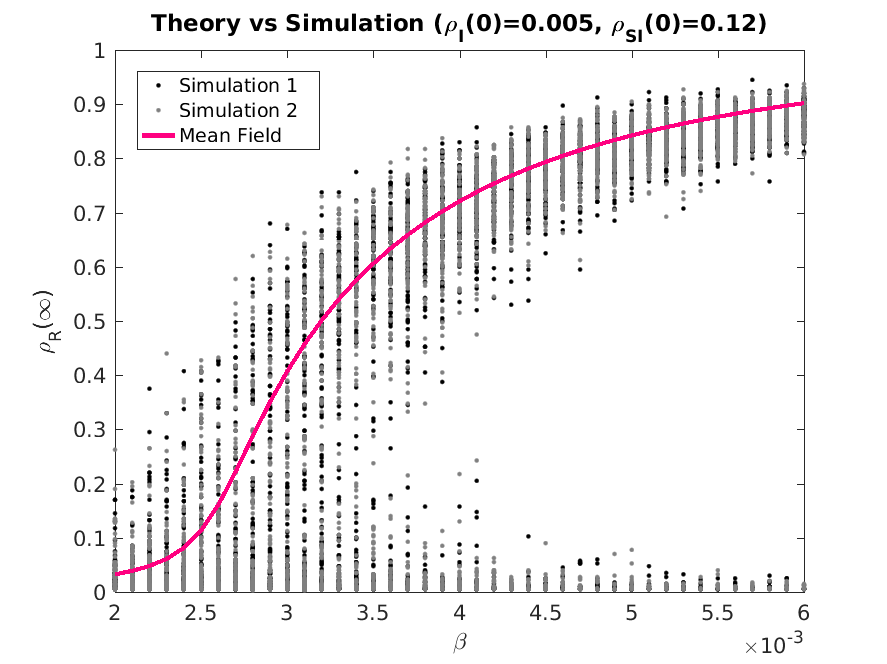 Theory vs Simulation (ρI(0)=0.005, ρSI(0)=0.12)
Simulation 1
Simulation 2
Mean Field
1
0.9
0.8
0.7
0.6
0.5
0.4
0.3
0.2
0.1
0
ρR(∞)
2 2.5 3 3.5 4 4.5 5 5.5 6
β
×10-3